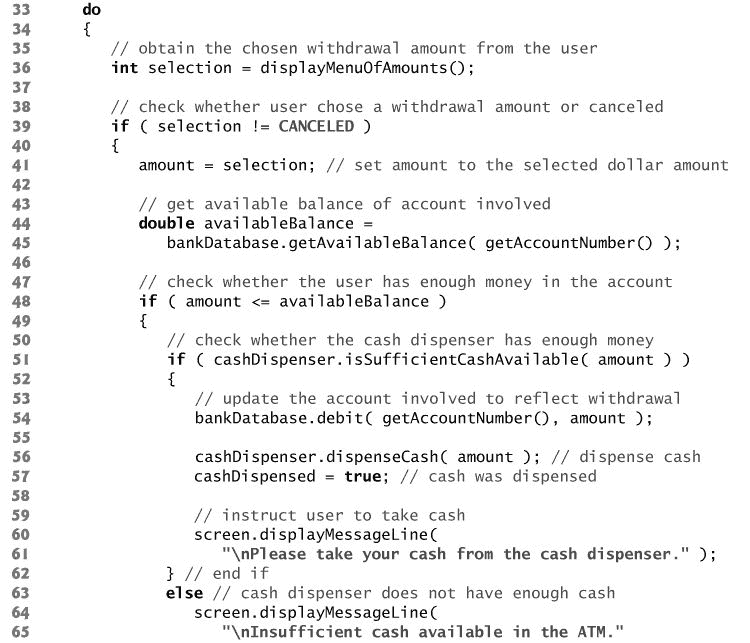 33 do
34 {
35 // obtain the chosen withdrawal amount from the user
36 int selection = displayMenuOfAmounts();
37
38 // check whether user chose a withdrawal amount or canceled
39 if ( selection != CANCELED )
40 {
41 amount = selection; // set amount to the selected dollar amount
42
43 // get available balance of account involved
44 double availableBalance =
45 bankDatabase.getAvailableBalance( getAccountNumber() );
46
47 // check whether the user has enough money in the account
48 if ( amount <= availableBalance )
49 {
50 // check whether the cash dispenser has enough money
51 if ( cashDispenser.isSufficientCashAvailable( amount ) )
52 {
53 // update the account involved to reflect withdrawal
54 bankDatabase.debit( getAccountNumber(), amount );
55
56 cashDispenser.dispenseCash( amount ); // dispense cash
57 cashDispensed = true; // cash was dispensed
58
59 // instruct user to take cash
60 screen.displayMessageLine(
61 "\nPlease take your cash from the cash dispenser." );
62 } // end if
63 else // cash dispenser does not have enough cash
64 screen.displayMessageLine(
65 "\nInsufficient cash available in the ATM."